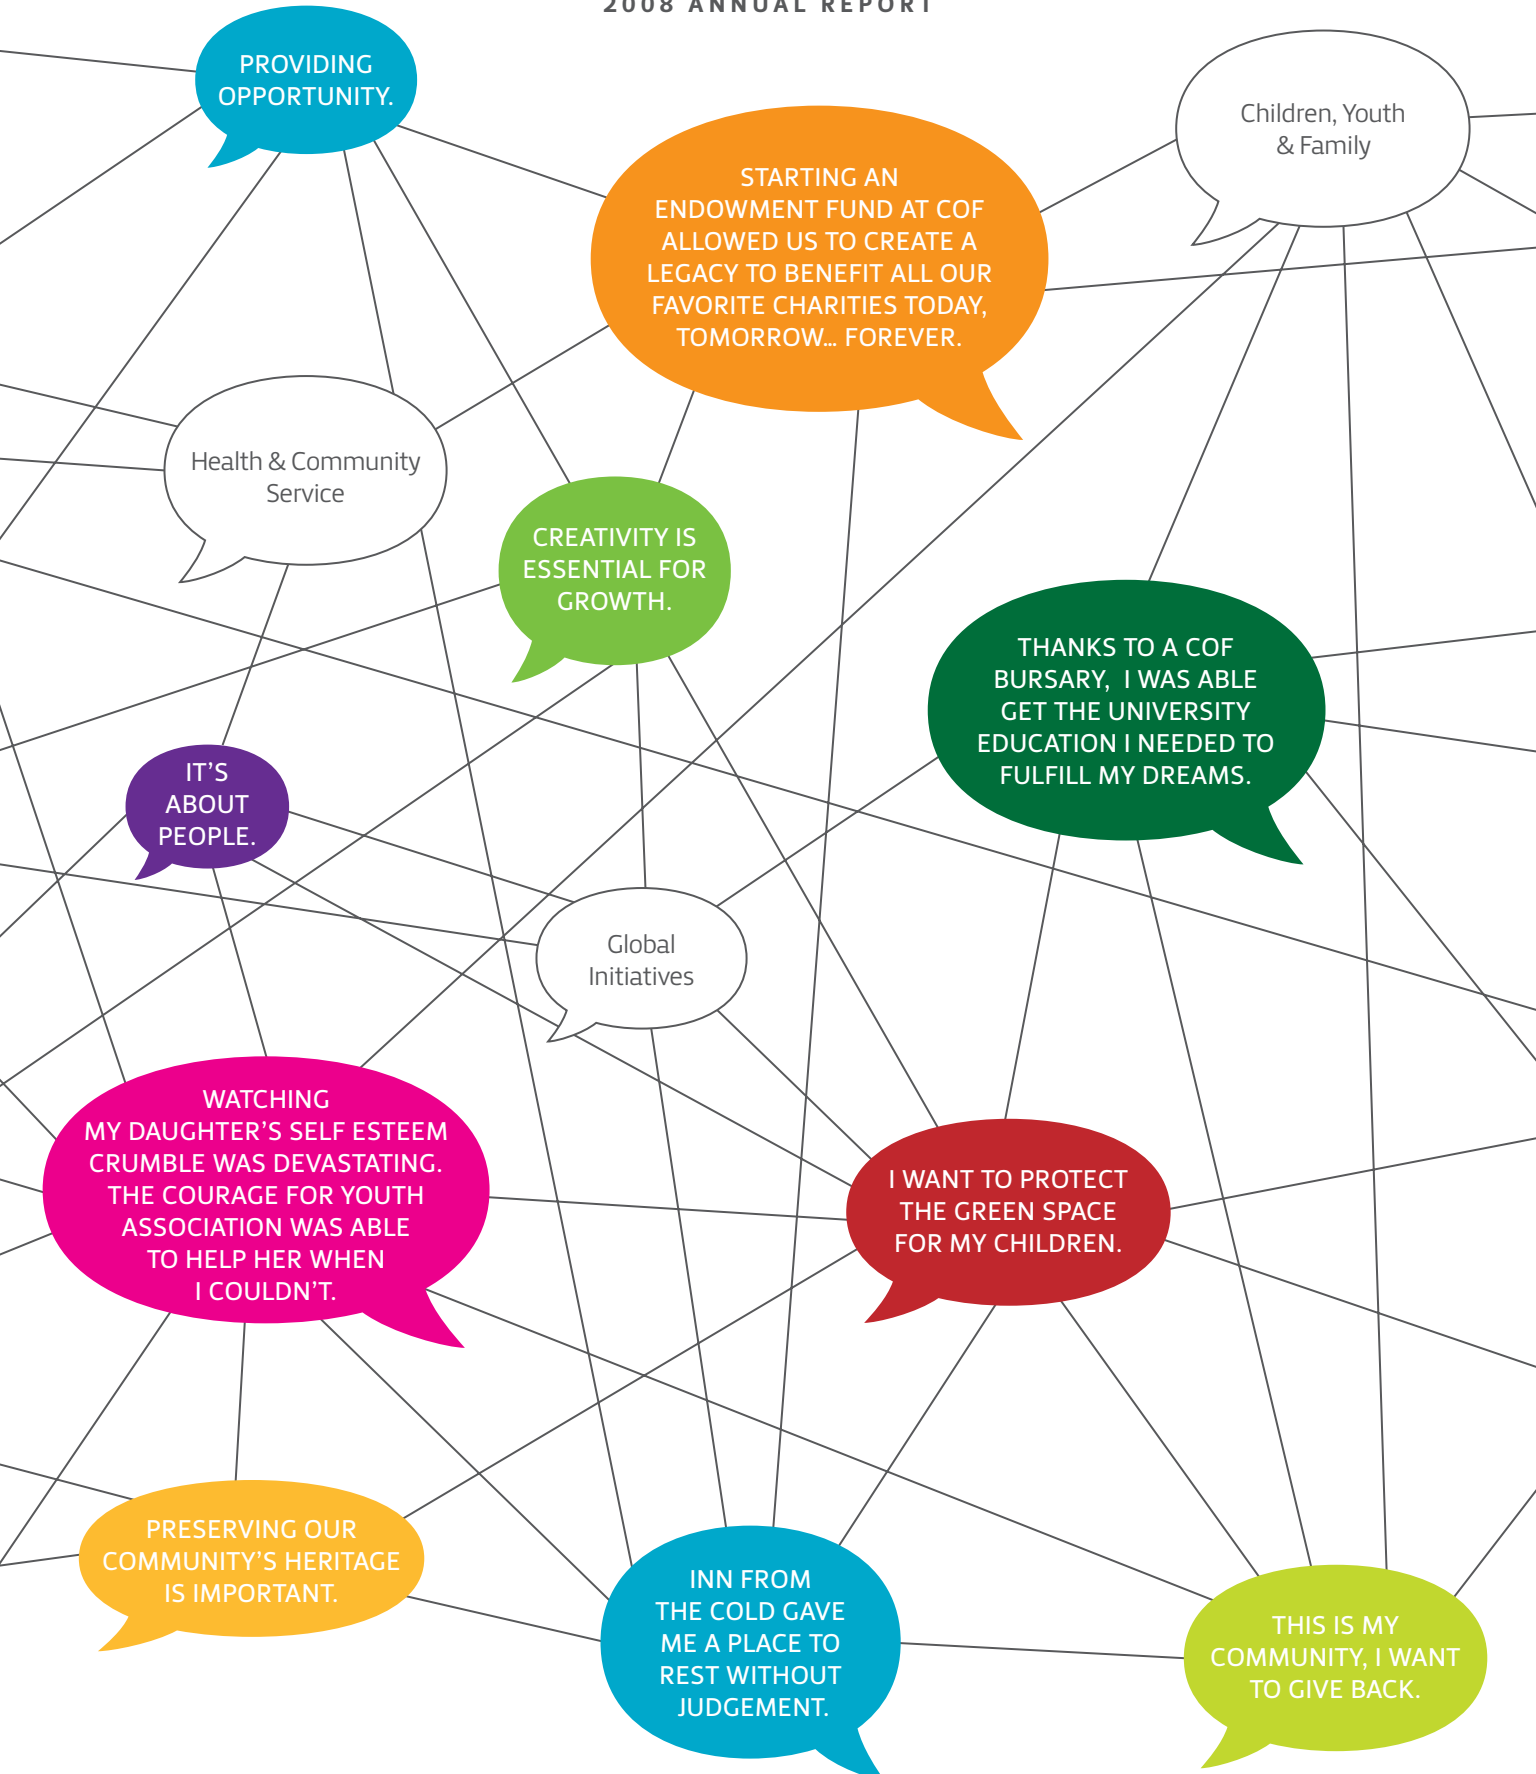 2008 ANNUAL REPORT
PROVIDING
OPPORTUNITY.
Children, Youth
& Family
STARTING AN
ENDOWMENT FUND AT COF
ALLOWED US TO CREATE A
LEGACY TO BENEFIT ALL OUR
FAVORITE CHARITIES TODAY,
TOMORROW... FOREVER.
Health & Community
Service
CREATIVITY IS
ESSENTIAL FOR
GROWTH.
THANKS TO A COF
BURSARY, I WAS ABLE
GET THE UNIVERSITY
EDUCATION I NEEDED TO
FULFILL MY DREAMS.
IT'S
ABOUT
PEOPLE.
Global
Initiatives
WATCHING
MY DAUGHTER'S SELF ESTEEM
CRUMBLE WAS DEVASTATING.
THE COURAGE FOR YOUTH
ASSOCIATION WAS ABLE
TO HELP HER WHEN
I COULDN'T.
I WANT TO PROTECT
THE GREEN SPACE
FOR MY CHILDREN.
PRESERVING OUR
COMMUNITY'S HERITAGE
IS IMPORTANT.
INN FROM
THE COLD GAVE
ME A PLACE TO
REST WITHOUT
JUDGEMENT.
THIS IS MY
COMMUNITY, I WANT
TO GIVE BACK.